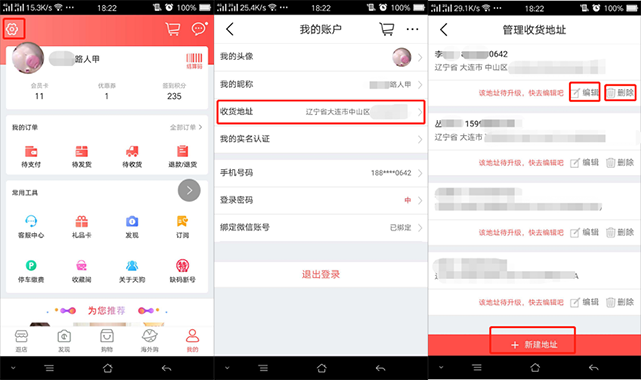 15.3K/s
18:22
100%
路人甲
结算码
会员卡
优惠券
签到积分
11
1
235
我的订单
全部订单
待支付
待发货
待收货
退款/退货
常用工具
客服中心
礼品卡
发现
订阅
停车缴费
收藏阁
关于天狗
缺码新号
为您推荐
逛店
发现
购物
海外购
我的
25.4K/s
18:22
100%
我的账户
我的头像
我的昵称
路人甲
收货地址
辽宁省大连市中山区
我的实名认证
手机号码
188****0642
登录密码
中
绑定微信账号
已绑定
退出登录
29.1K/s
18:22
100%
管理收货地址
李
0642
辽宁省 大连市 中山区
该地址待升级，快去编辑吧
编辑
删除
丛
159
辽宁省 大连
该地址待升级，快去编辑吧
编辑
删除
该地址待升级，快去编辑吧
编辑
删除
该地址待升级，快去编辑吧
编辑
删除
+ 新建地址